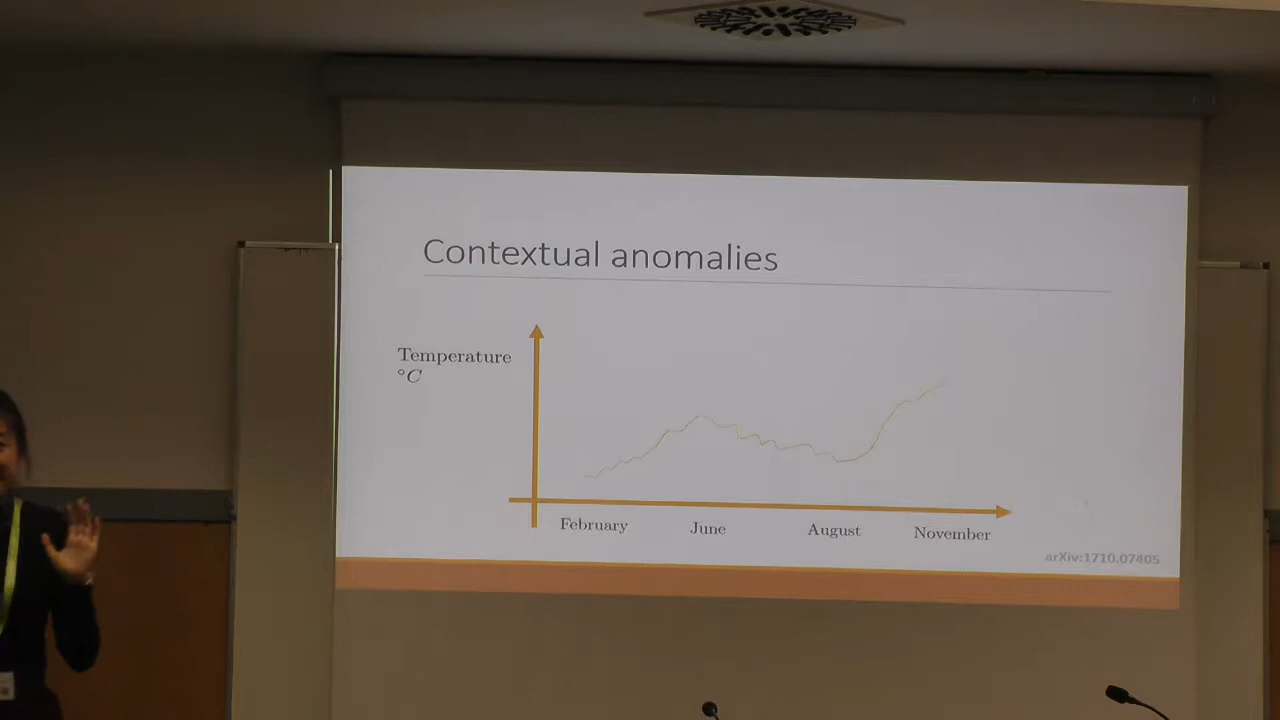 Contextual anomalies
Temperature
°C
February June August November
arXiv:1710.07405